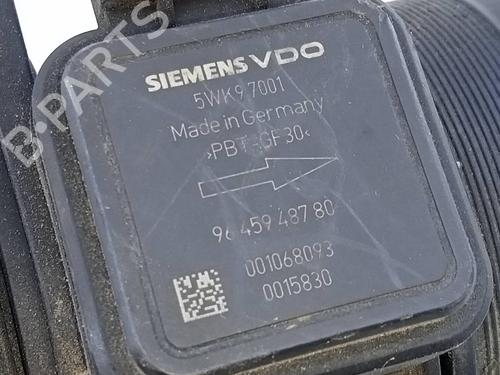 B-PARTS
SIEMENS VDO
5WK9 7001
Made in Germany
>PBT-GF30<
96 459 487 80
001068093
0015830